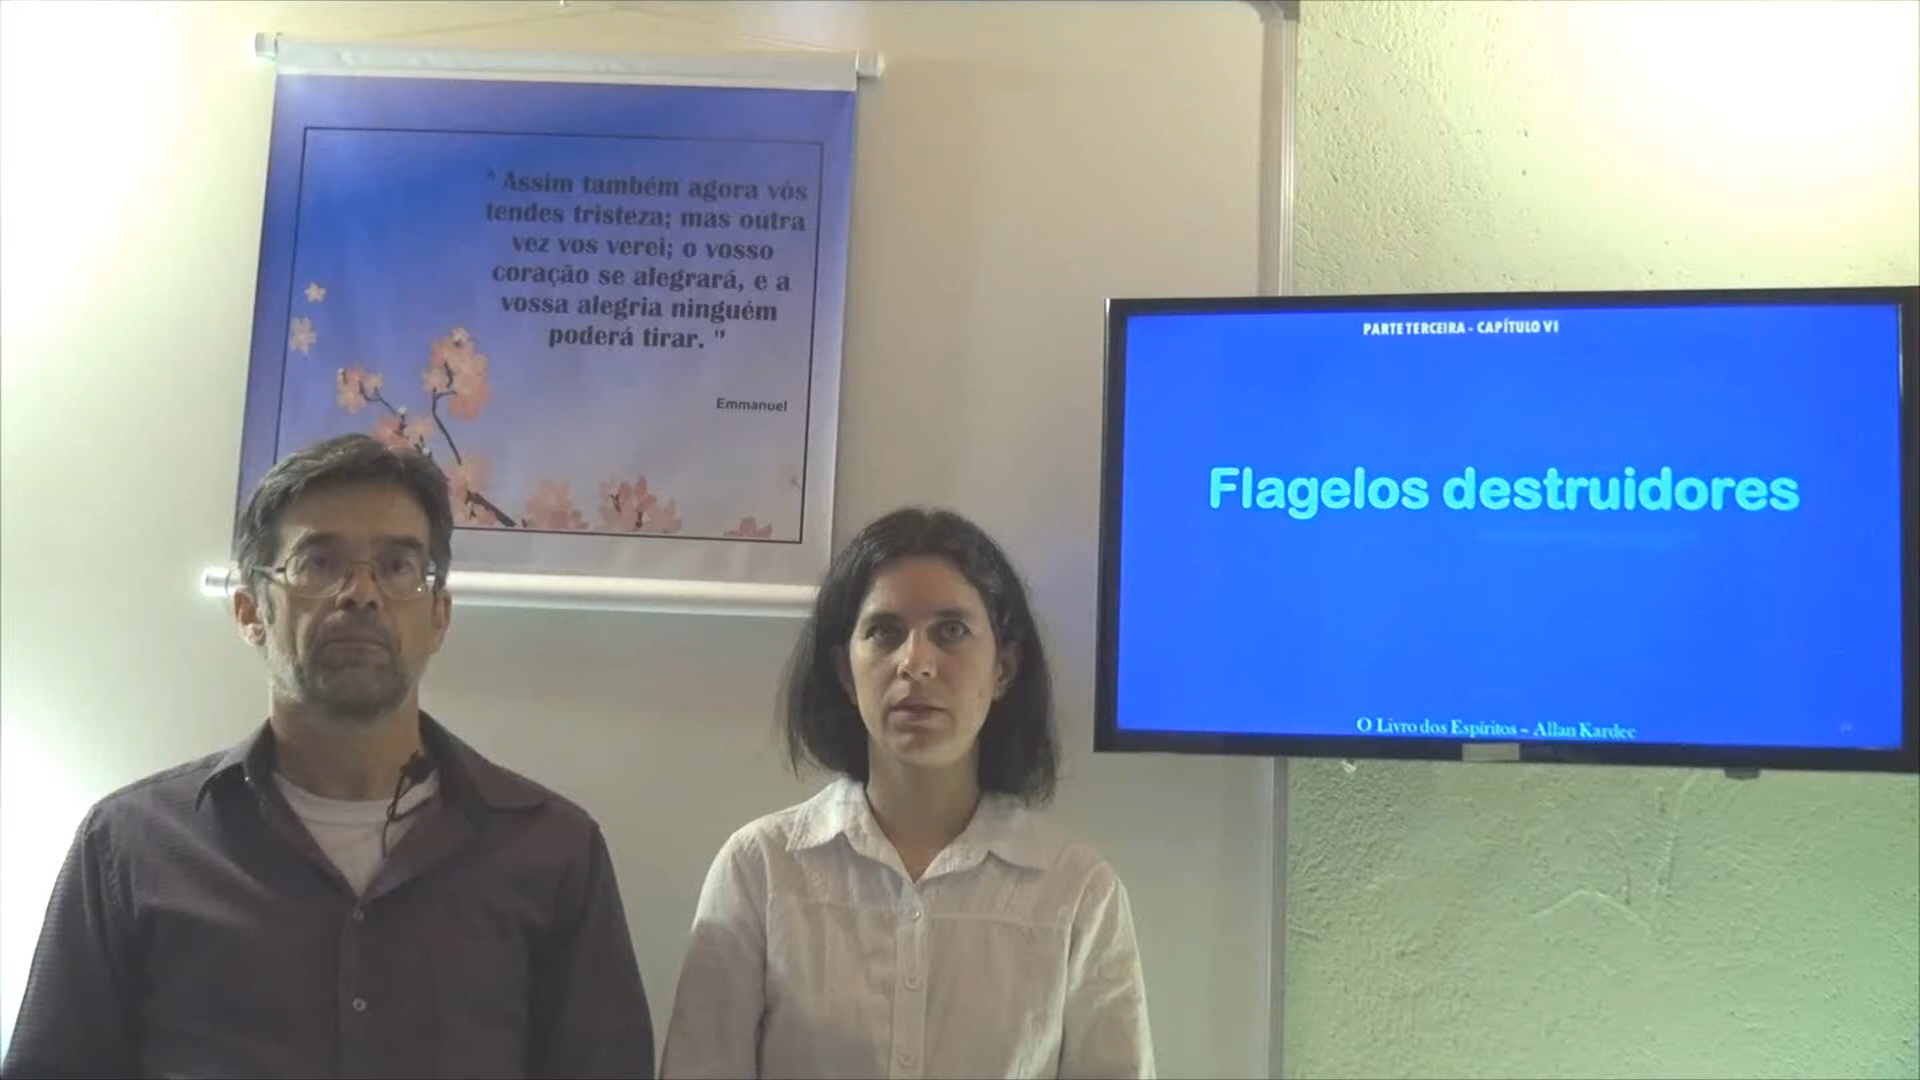 " Assim também agora vós
tendes tristeza; mas outra
vez vos verei; o vosso
coração se alegrará, e a
vossa alegria ninguém
poderá tirar. "
Emmanuel
PARTE TERCEIRA - CAPÍTULO VI
Flagelos destruidores
O Livro dos Espíritos – Allan Kardec